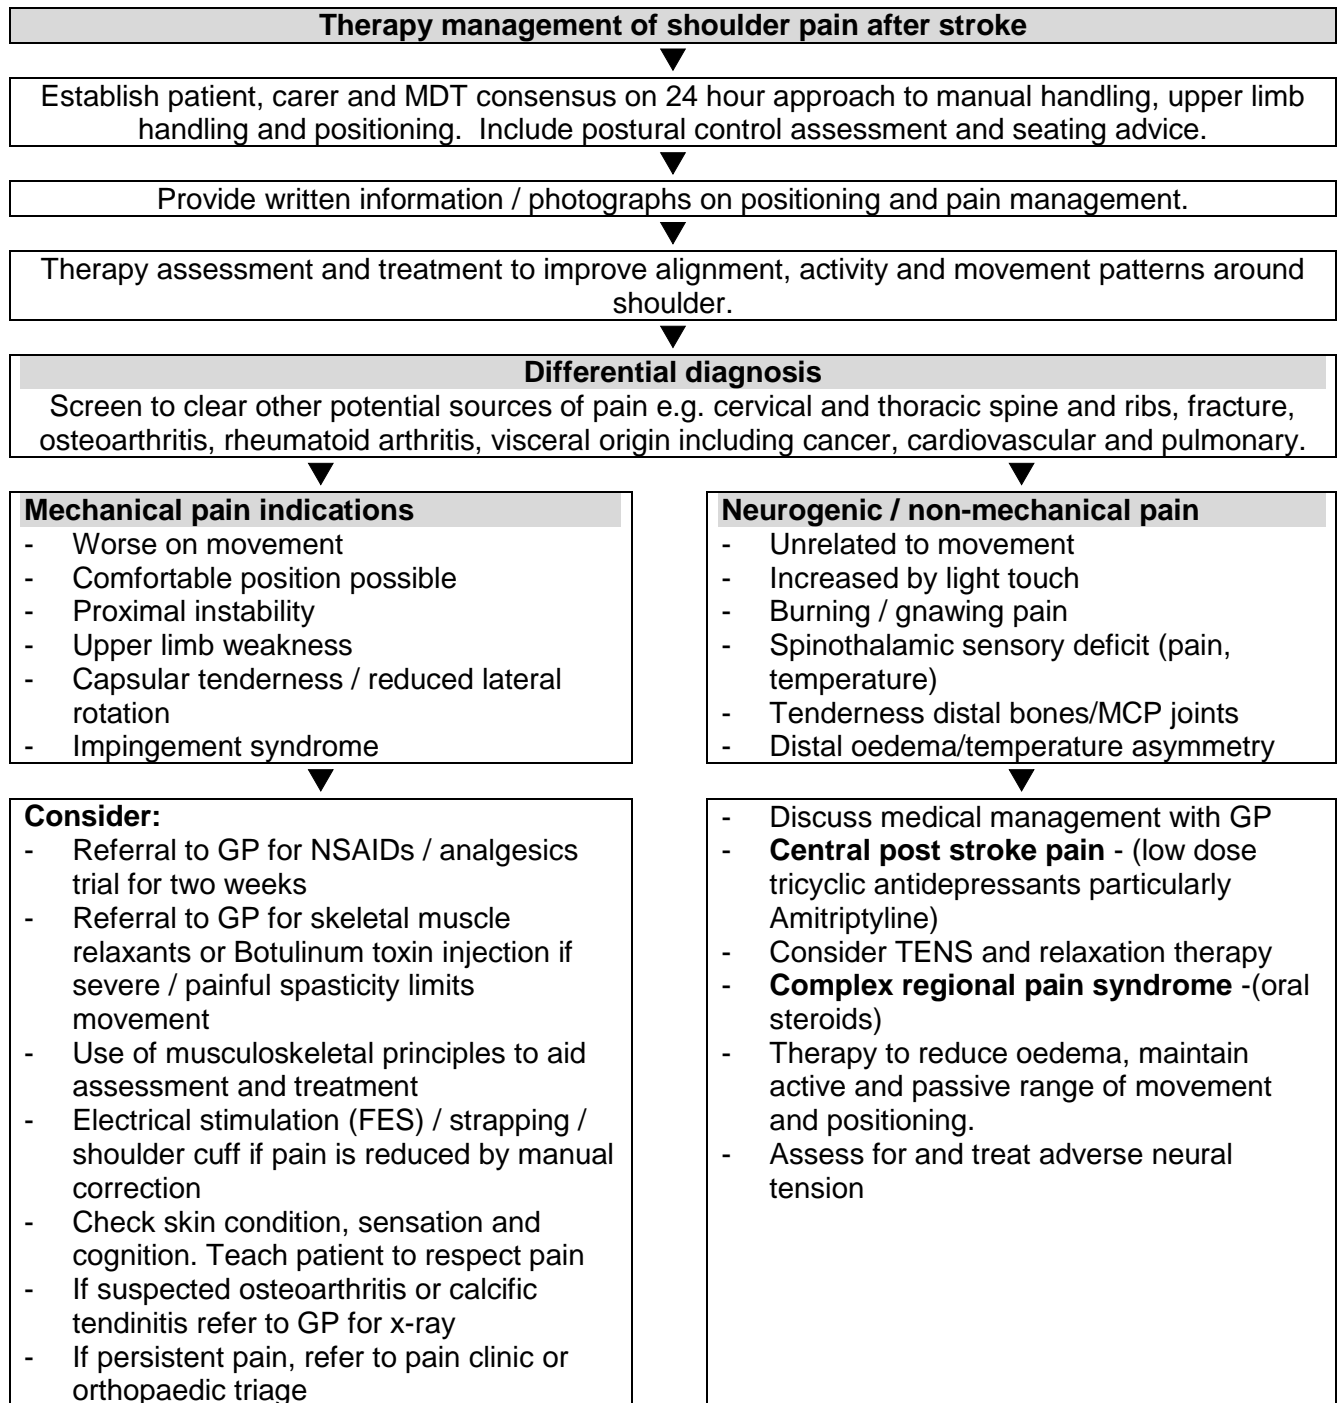 Therapy management of shoulder pain after stroke
Establish patient, carer and MDT consensus on 24 hour approach to manual handling, upper limb
handling and positioning.  Include postural control assessment and seating advice.
Provide written information / photographs on positioning and pain management.
Therapy assessment and treatment to improve alignment, activity and movement patterns around
shoulder.
Differential diagnosis
Screen to clear other potential sources of pain e.g. cervical and thoracic spine and ribs, fracture,
osteoarthritis, rheumatoid arthritis, visceral origin including cancer, cardiovascular and pulmonary.
Mechanical pain indications
- Worse on movement
- Comfortable position possible
- Proximal instability
- Upper limb weakness
- Capsular tenderness / reduced lateral
rotation
- Impingement syndrome
Neurogenic / non-mechanical pain
- Unrelated to movement
- Increased by light touch
- Burning / gnawing pain
- Spinothalamic sensory deficit (pain,
temperature)
- Tenderness distal bones/MCP joints
- Distal oedema/temperature asymmetry
Consider:
- Referral to GP for NSAIDs / analgesics
trial for two weeks
- Referral to GP for skeletal muscle
relaxants or Botulinum toxin injection if
severe / painful spasticity limits
movement
- Use of musculoskeletal principles to aid
assessment and treatment
- Electrical stimulation (FES) / strapping /
shoulder cuff if pain is reduced by manual
correction
- Check skin condition, sensation and
cognition. Teach patient to respect pain
- If suspected osteoarthritis or calcific
tendinitis refer to GP for x-ray
- If persistent pain, refer to pain clinic or
orthopaedic triage
- Discuss medical management with GP
- Central post stroke pain - (low dose
tricyclic antidepressants particularly
Amitriptyline)
- Consider TENS and relaxation therapy
- Complex regional pain syndrome -(oral
steroids)
- Therapy to reduce oedema, maintain
active and passive range of movement
and positioning.
- Assess for and treat adverse neural
tension